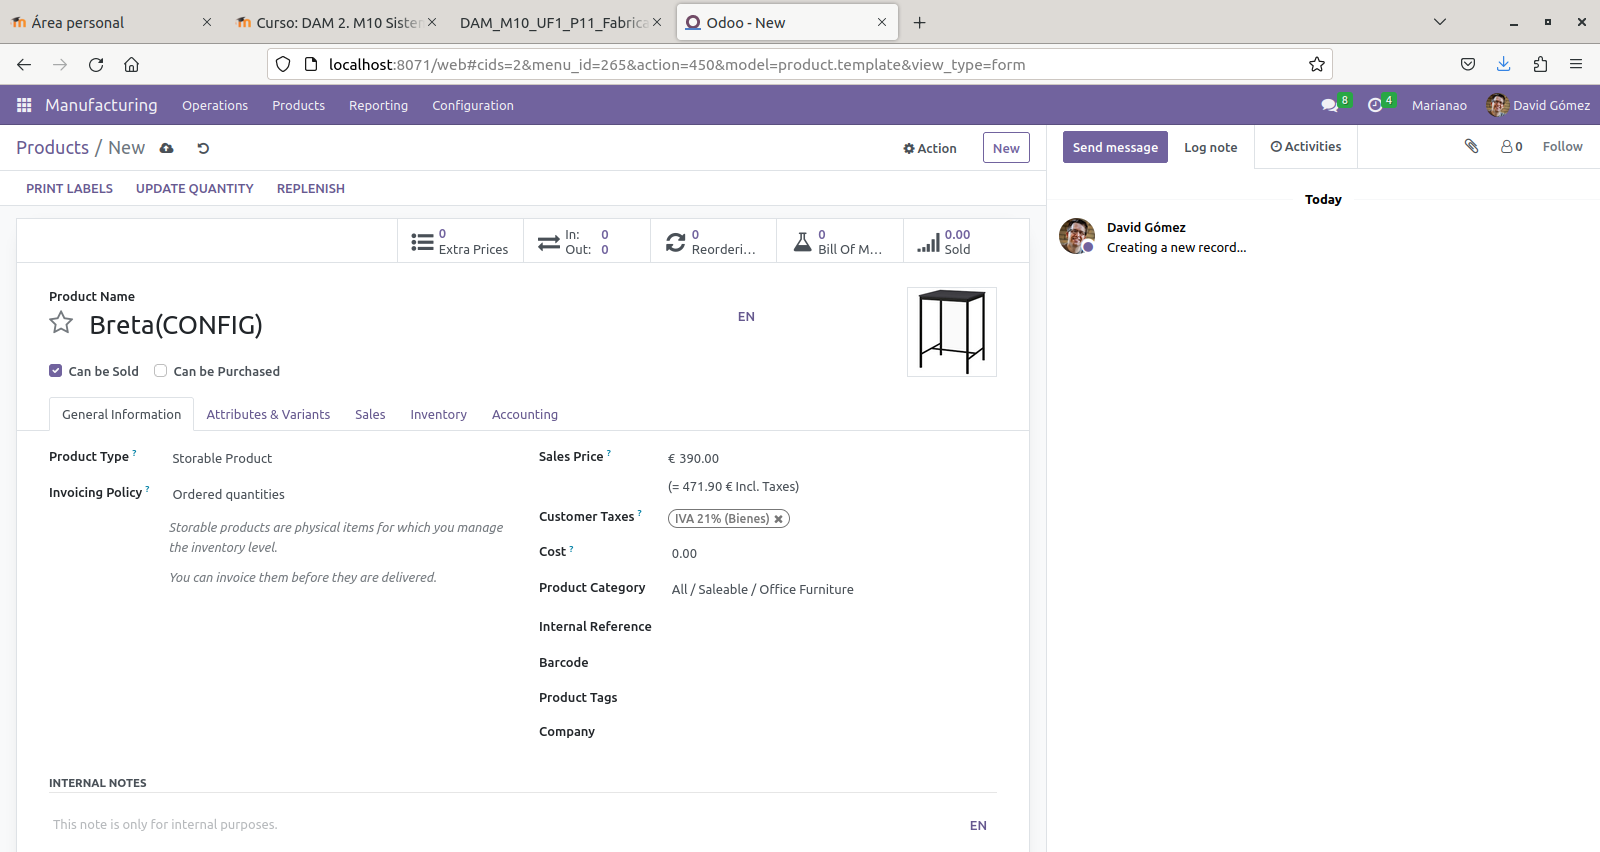 Área personal
Curso: DAM 2. M10 Sister
DAM_M10_UF1_P11_Fabrica
Odoo - New
localhost:8071/web#cids=2&menu_id=265&action=450&model=product.template&view_type=form
Manufacturing Operations Products Reporting Configuration 8 4 Marianao David Gómez
Products / New Action New
PRINT LABELS UPDATE QUANTITY REPLENISH
0 Extra Prices
In: 0
Out: 0
0 Reorderi...
0 Bill Of M...
0.00 Sold
Product Name
Breta(CONFIG)
EN
Can be Sold Can be Purchased
General Information Attributes & Variants Sales Inventory Accounting
Product Type ? Storable Product
Invoicing Policy ? Ordered quantities
Storable products are physical items for which you manage
the inventory level.
You can invoice them before they are delivered.
Sales Price ? € 390.00
(= 471.90 € Incl. Taxes)
Customer Taxes ? IVA 21% (Bienes)
Cost ? 0.00
Product Category All / Saleable / Office Furniture
Internal Reference
Barcode
Product Tags
Company
INTERNAL NOTES
This note is only for internal purposes.
EN
Send message Log note Activities 0 Follow
Today
David Gómez
Creating a new record...